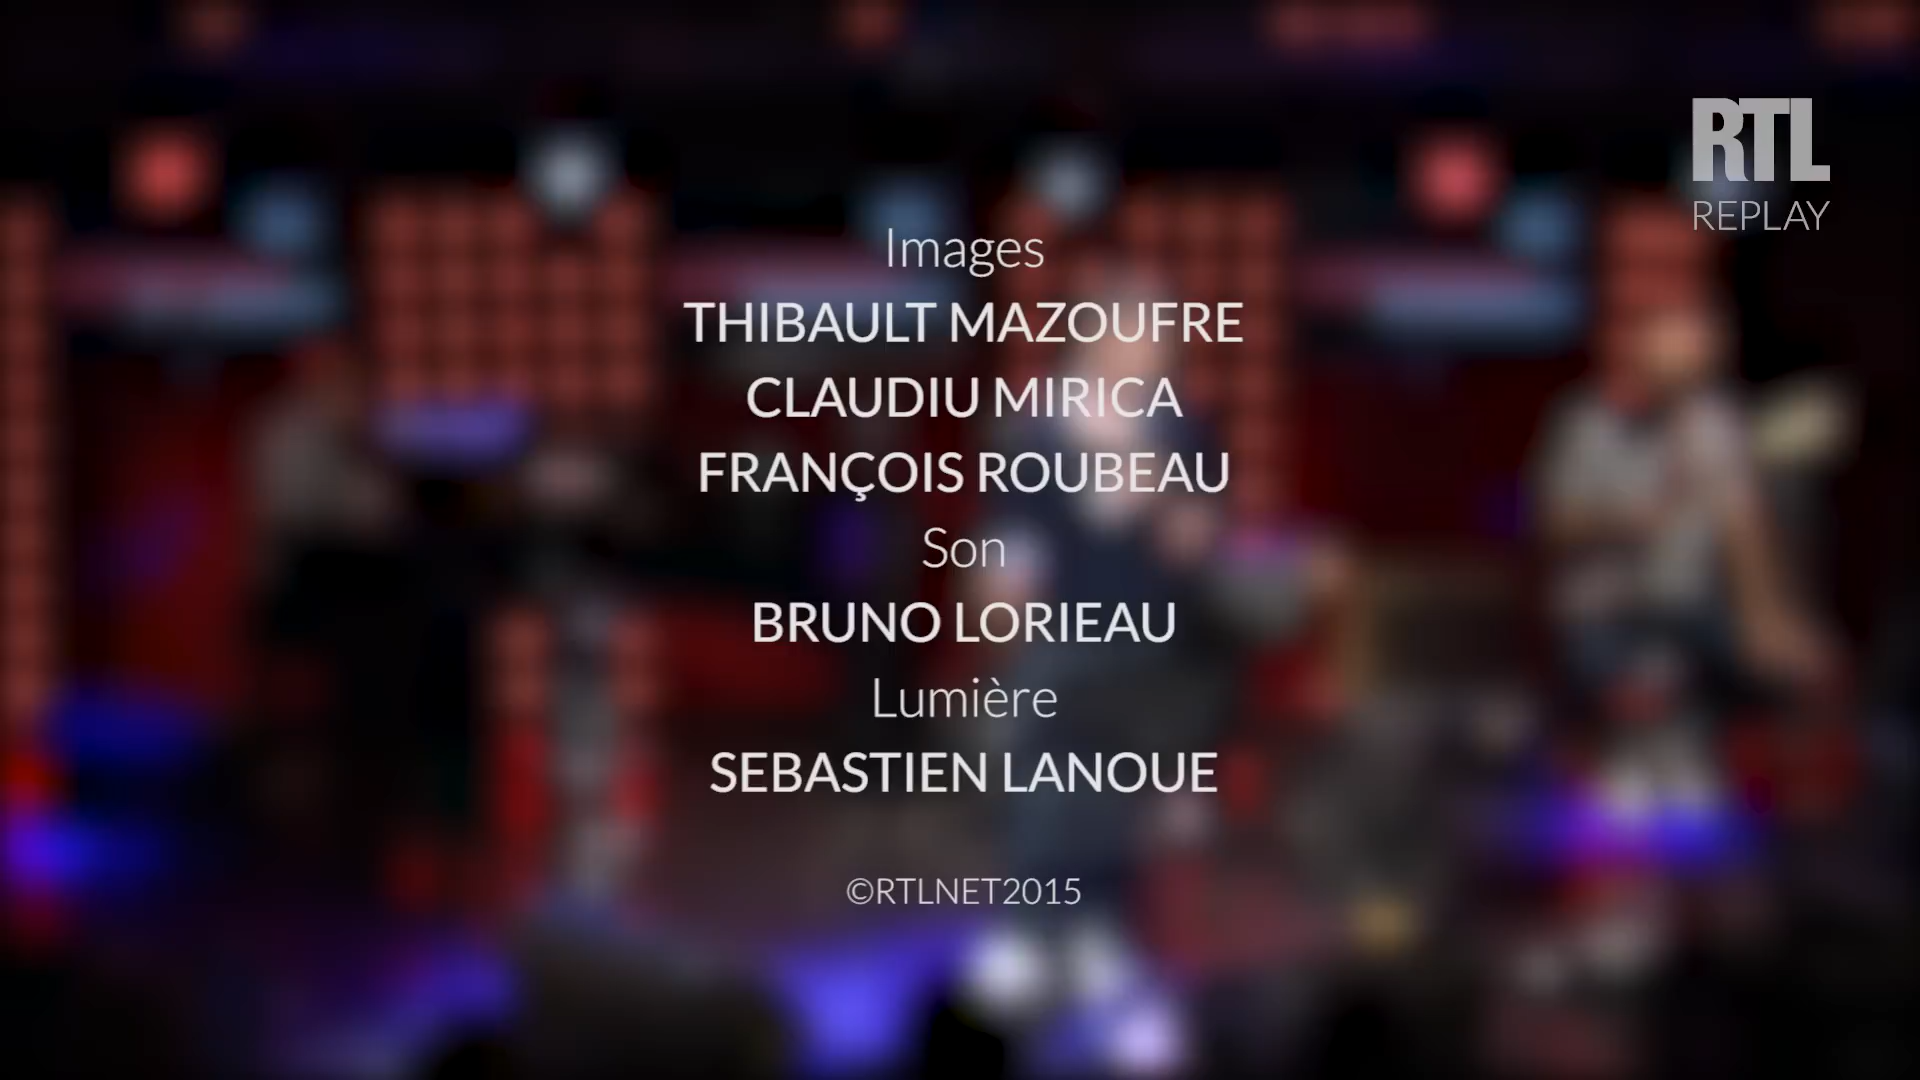 RTL
REPLAY
Images
THIBAULT MAZOUFRE
CLAUDIU MIRICA
FRANÇOIS ROUBEAU
Son
BRUNO LORIEAU
Lumière
SEBASTIEN LANOUE
©RTLNET2015